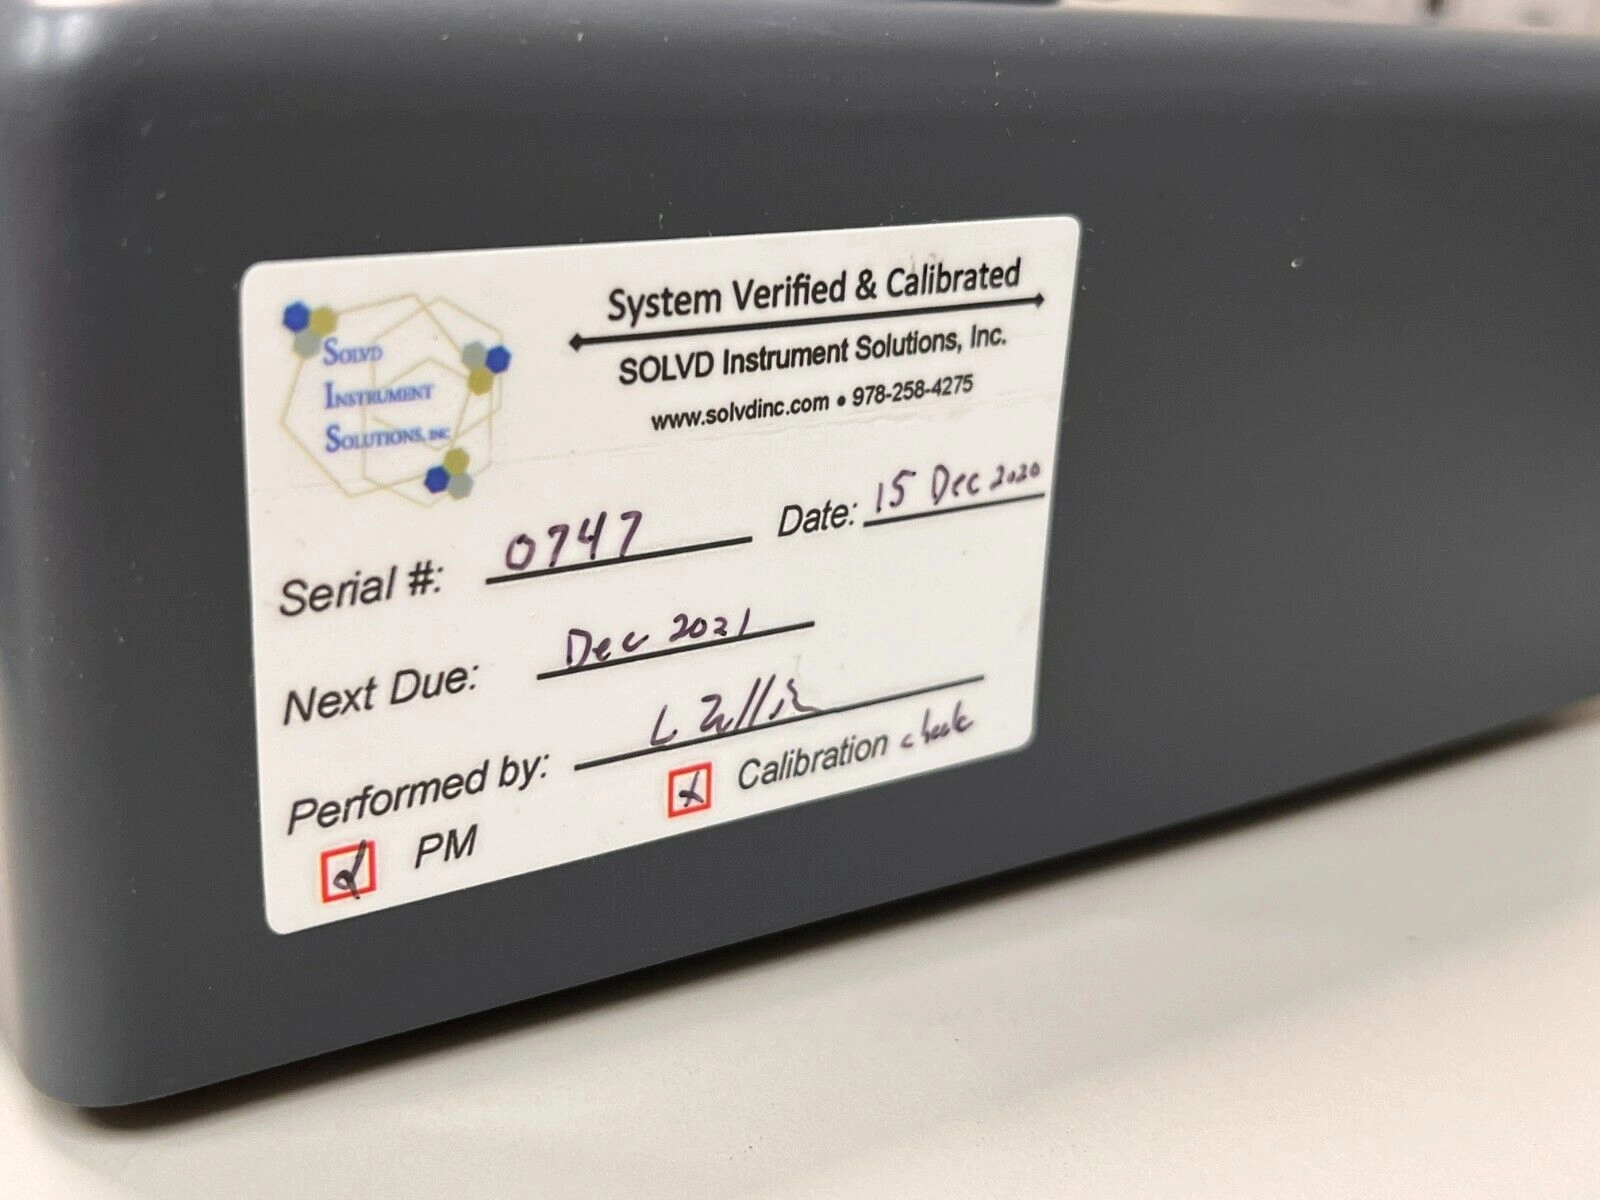 SOLVD
INSTRUMENT
SOLUTIONS, INC
System Verified & Calibrated
SOLVD Instrument Solutions, Inc.
www.solvdinc.com • 978-258-4275
Serial #: 0747 Date: 15 Dec 2020
Next Due: Dec 2021
Performed by: L
PM Calibration check